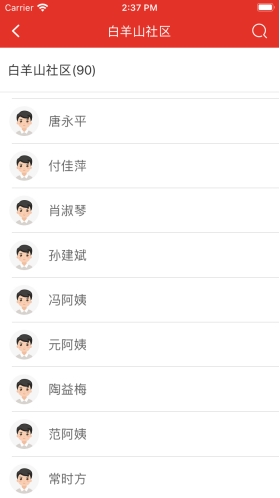 Carrier 2:37 PM
白羊山社区
白羊山社区(90)
唐永平
付佳萍
肖淑琴
孙建斌
冯阿姨
元阿姨
陶益梅
范阿姨
常时方